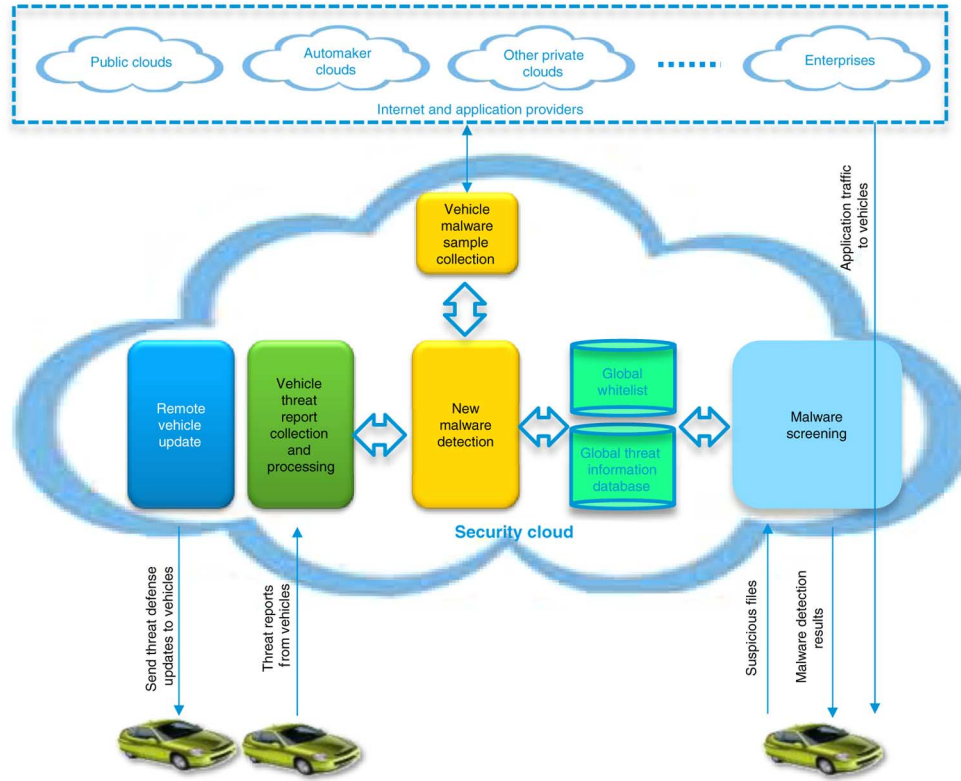 Public clouds
Automaker
clouds
Other private
clouds
Enterprises
Internet and application providers
Vehicle
malware
sample
collection
Application traffic
to vehicles
Remote
vehicle
update
Vehicle
threat
report
collection
and
processing
New
malware
detection
Global
whitelist
Global threat
information
database
Malware
screening
Security cloud
Send threat defense
updates to vehicles
Threat reports
from vehicles
Suspicious files
Malware detection
results